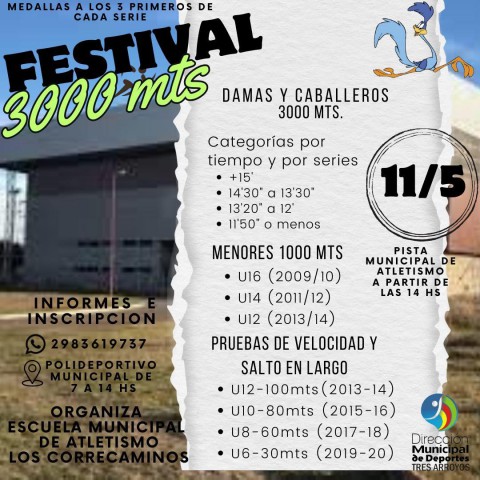 MEDALLAS A LOS 3 PRIMEROS DE
CADA SERIE
FESTIVAL
3000 mts
DAMAS Y CABALLEROS
3000 MTS.
Categorías por
tiempo y por series
• +15'
• 14'30" a 13'30"
• 13'20" a 12'
• 11'50" o menos
11/5
PISTA
MUNICIPAL DE
ATLETISMO
A PARTIR DE
LAS 14 HS
MENORES 1000 MTS
• U16 (2009/10)
• U14 (2011/12)
• U12 (2013/14)
PRUEBAS DE VELOCIDAD Y
SALTO EN LARGO
• U12-100mts(2013-14)
• U10-80mts (2015-16)
• U8-60mts (2017-18)
• U6-30mts (2019-20)
INFORMES E
INSCRIPCION
2983619737
POLIDEPORTIVO
MUNICIPAL DE
7 A 14 HS
ORGANIZA
ESCUELA MUNICIPAL
DE ATLETISMO
LOS CORRECAMINOS
Dirección
Municipal
de Deportes
TRES ARROYOS